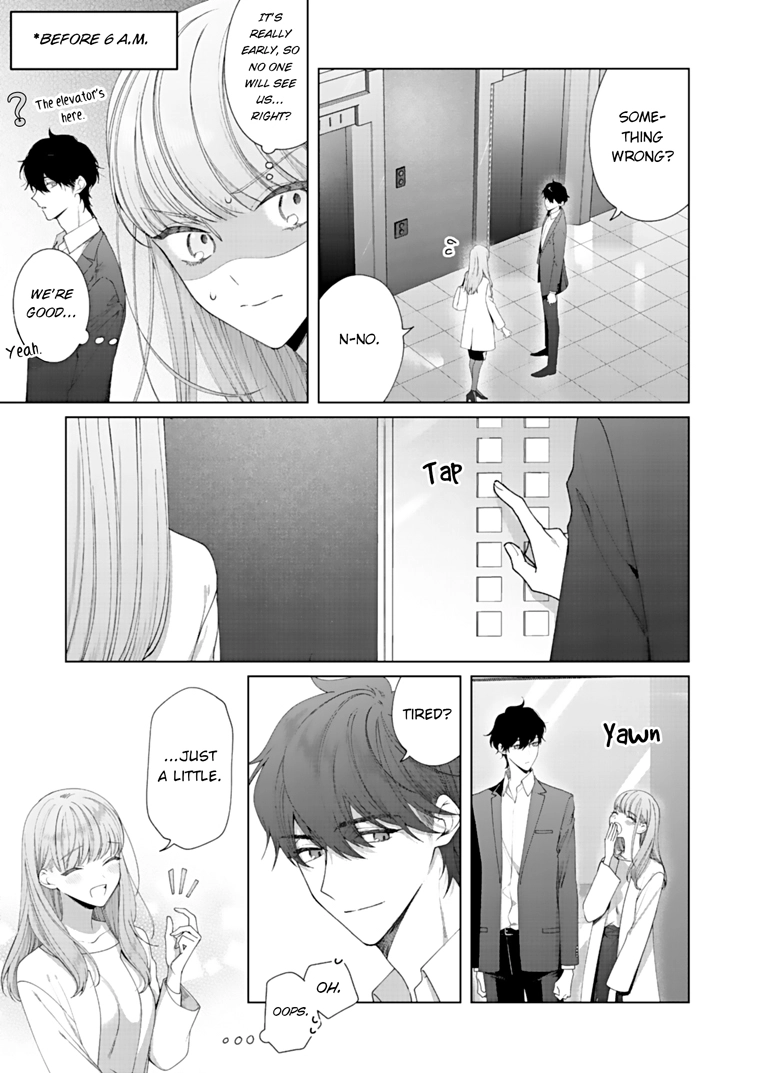 SOME-
THING
WRONG?
N-NO.
*BEFORE 6 A.M.
IT'S
REALLY
EARLY, SO
NO ONE
WILL SEE
US...
RIGHT?
?
The elevator's
here.
WE'RE
GOOD...
Yeah.
Tap
Yawn
TIRED?
OH.
OOPS.
...JUST
A LITTLE.